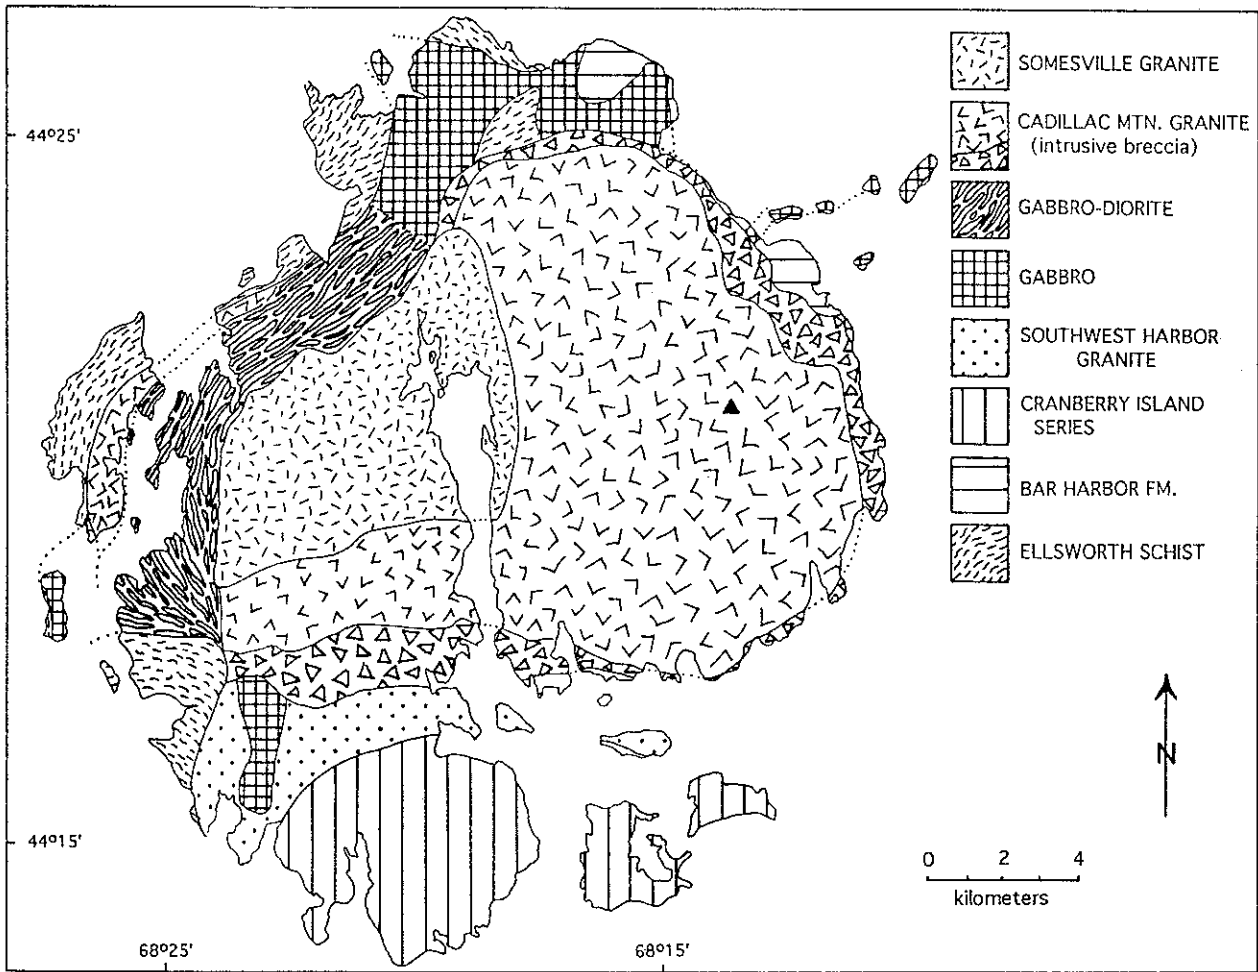 SOMESVILLE GRANITE
CADILLAC MTN. GRANITE
(intrusive breccia)
GABBRO-DIORITE
GABBRO
SOUTHWEST HARBOR
GRANITE
CRANBERRY ISLAND
SERIES
BAR HARBOR FM.
ELLSWORTH SCHIST
44°25'
44°15'
N
0 2 4
kilometers
68°25'
68°15'